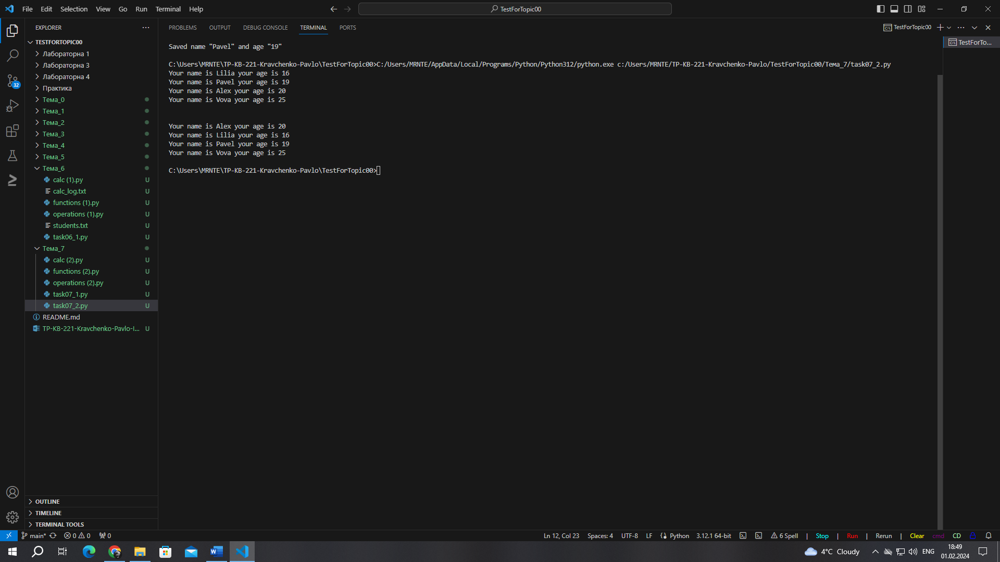 File Edit Selection View Go Run Terminal Help
TestForTopic00
EXPLORER
TESTFORTOPIC00
Лабораторна 1
Лабораторна 3
Лабораторна 4
Практика
Тема_0
Тема_1
Тема_2
Тема_3
Тема_4
Тема_5
Тема_6
calc (1).py U
calc_log.txt U
functions (1).py U
operations (1).py U
students.txt U
task06_1.py U
Тема_7
calc (2).py U
functions (2).py U
operations (2).py U
task07_1.py U
task07_2.py U
README.md
TP-KB-221-Kravchenko-Pavlo-I... U
OUTLINE
TIMELINE
TERMINAL TOOLS
32
PROBLEMS OUTPUT DEBUG CONSOLE TERMINAL PORTS
TestForTopic00
TestForTo...
Saved name "Pavel" and age "19"
C:\Users\MRNTE\TP-KB-221-Kravchenko-Pavlo\TestForTopic00>C:/Users/MRNTE/AppData/Local/Programs/Python/Python312/python.exe c:/Users/MRNTE/TP-KB-221-Kravchenko-Pavlo/TestForTopic00/Тема_7/task07_2.py
Your name is Lilia your age is 16
Your name is Pavel your age is 19
Your name is Alex your age is 20
Your name is Vova your age is 25
Your name is Alex your age is 20
Your name is Lilia your age is 16
Your name is Pavel your age is 19
Your name is Vova your age is 25
C:\Users\MRNTE\TP-KB-221-Kravchenko-Pavlo\TestForTopic00>
main* 0 0 0 Ln 12, Col 23 Spaces: 4 UTF-8 LF Python 3.12.1 64-bit 6 Spell | Stop | Run | Rerun | Clear cmd CD
4°C Cloudy ENG 18:49
01.02.2024